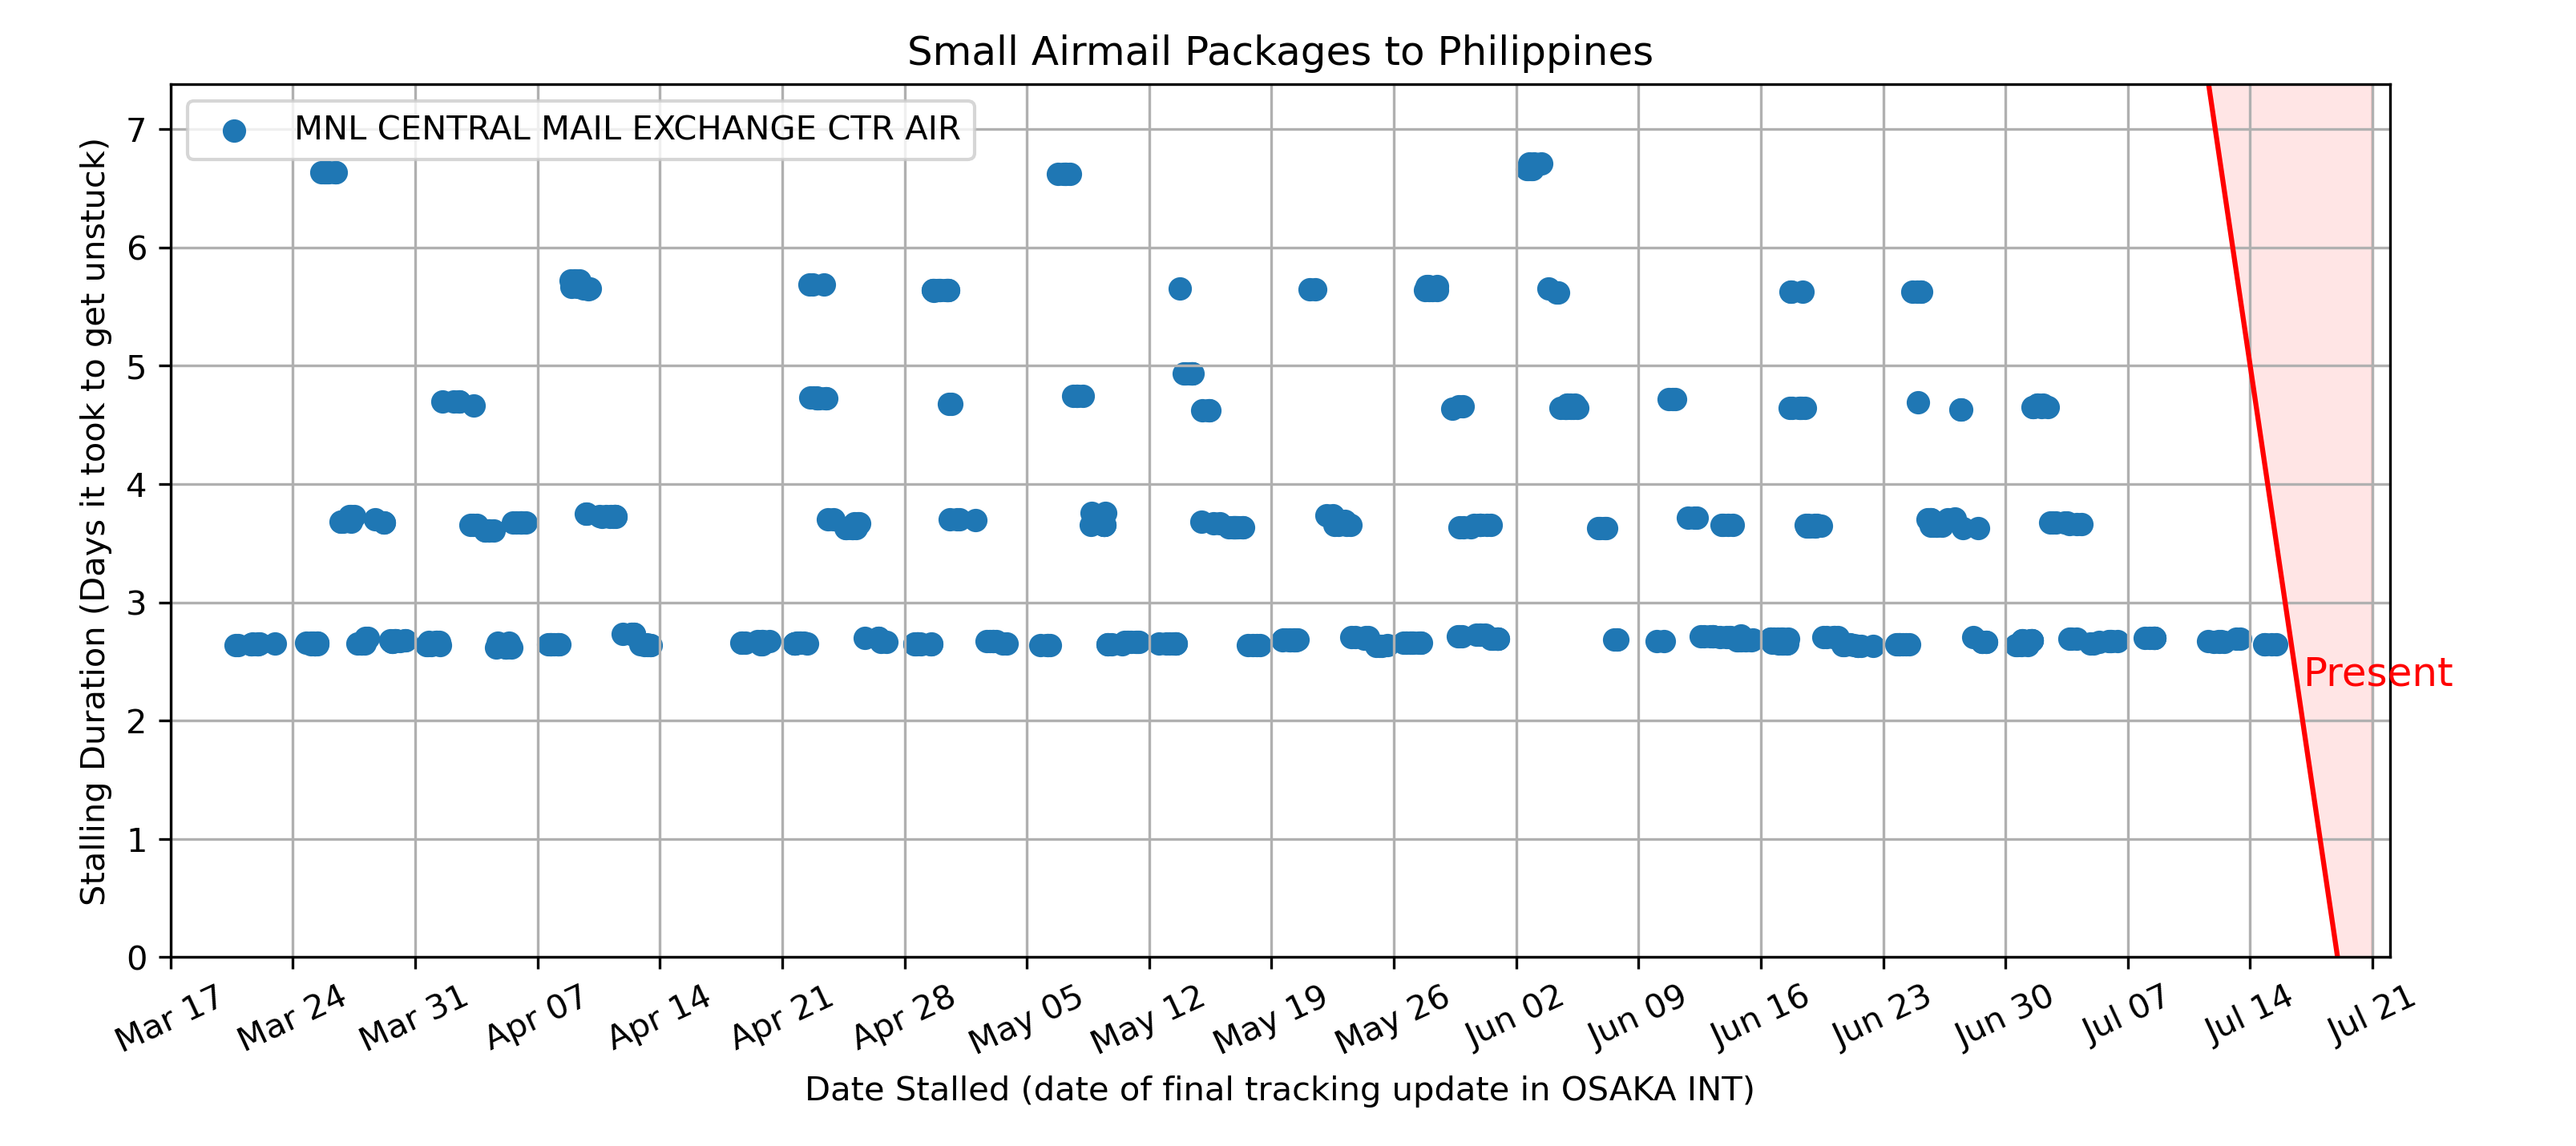 Small Airmail Packages to Philippines
MNL CENTRAL MAIL EXCHANGE CTR AIR
Stalling Duration (Days it took to get unstuck)
7
6
5
4
3
2
1
0
Present
Mar 17
Mar 24
Mar 31
Apr 07
Apr 14
Apr 21
Apr 28
May 05
May 12
May 19
May 26
Jun 02
Jun 09
Jun 16
Jun 23
Jun 30
Jul 07
Jul 14
Jul 21
Date Stalled (date of final tracking update in OSAKA INT)